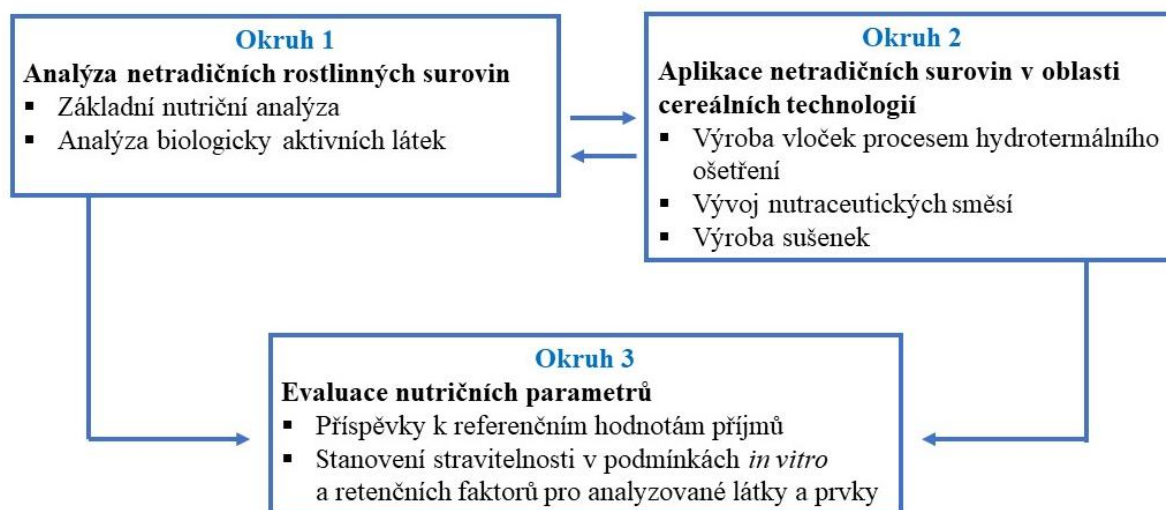 Okruh 1
Analýza netradičních rostlinných surovin
▪ Základní nutriční analýza
▪ Analýza biologicky aktivních látek
Okruh 2
Aplikace netradičních surovin v oblasti
cereálních technologií
▪ Výroba vloček procesem hydrotermálního
ošetření
▪ Vývoj nutraceutických směsí
▪ Výroba sušenek
Okruh 3
Evaluace nutričních parametrů
▪ Příspěvky k referenčním hodnotám příjmů
▪ Stanovení stravitelnosti v podmínkách in vitro
a retenčních faktorů pro analyzované látky a prvky